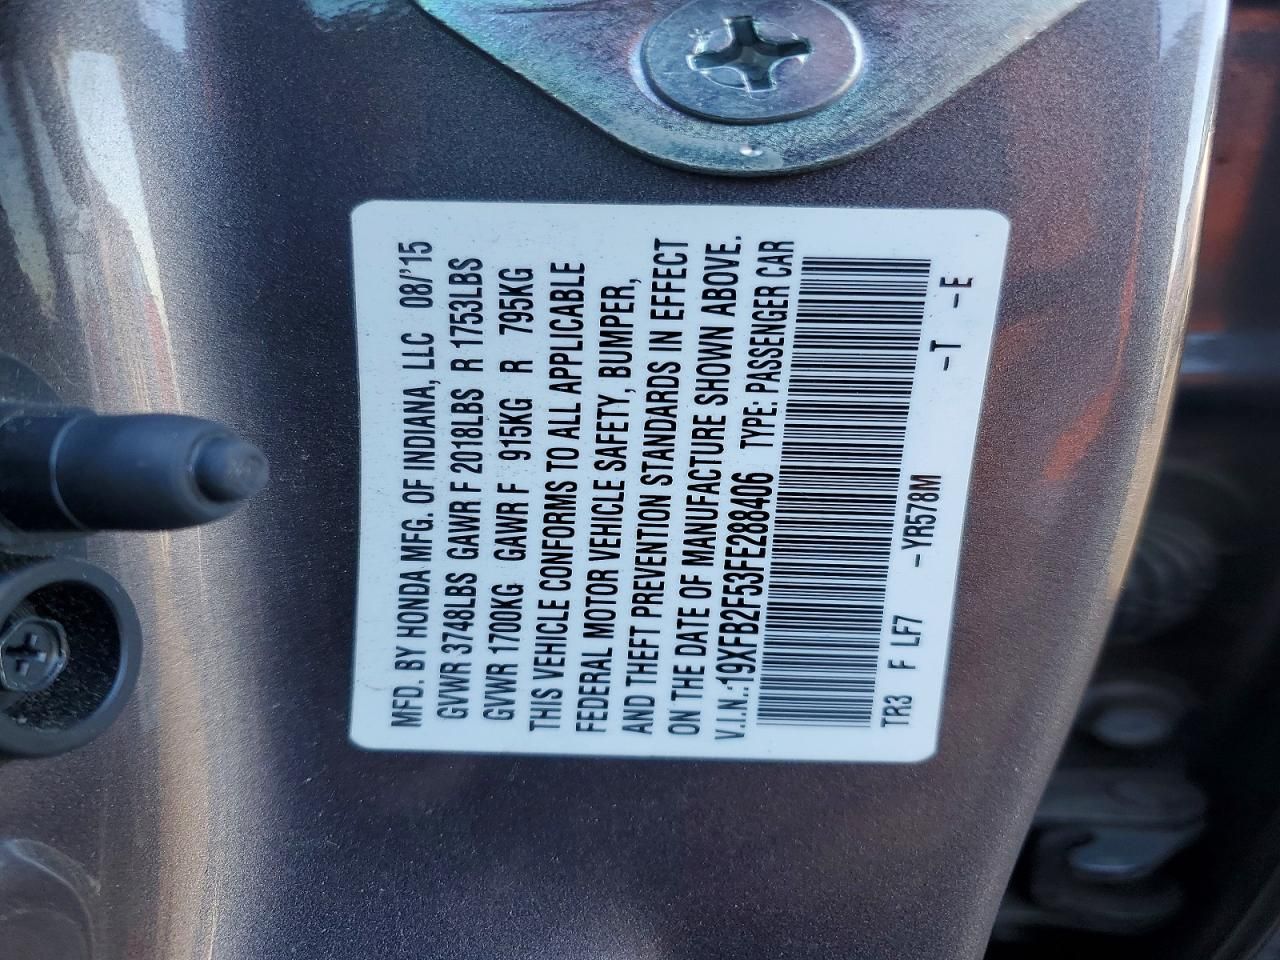 MFD. BY HONDA MFG. OF INDIANA, LLC 08/'15
GVWR 3748LBS GAWR F 2018LBS R 1753LBS
GVWR 1700KG GAWR F 915KG R 795KG
THIS VEHICLE CONFORMS TO ALL APPLICABLE
FEDERAL MOTOR VEHICLE SAFETY, BUMPER,
AND THEFT PREVENTION STANDARDS IN EFFECT
ON THE DATE OF MANUFACTURE SHOWN ABOVE.
V.I.N.:19XFB2F53FE288406 TYPE: PASSENGER CAR
TR3 F LF7 -YR578M -T -E